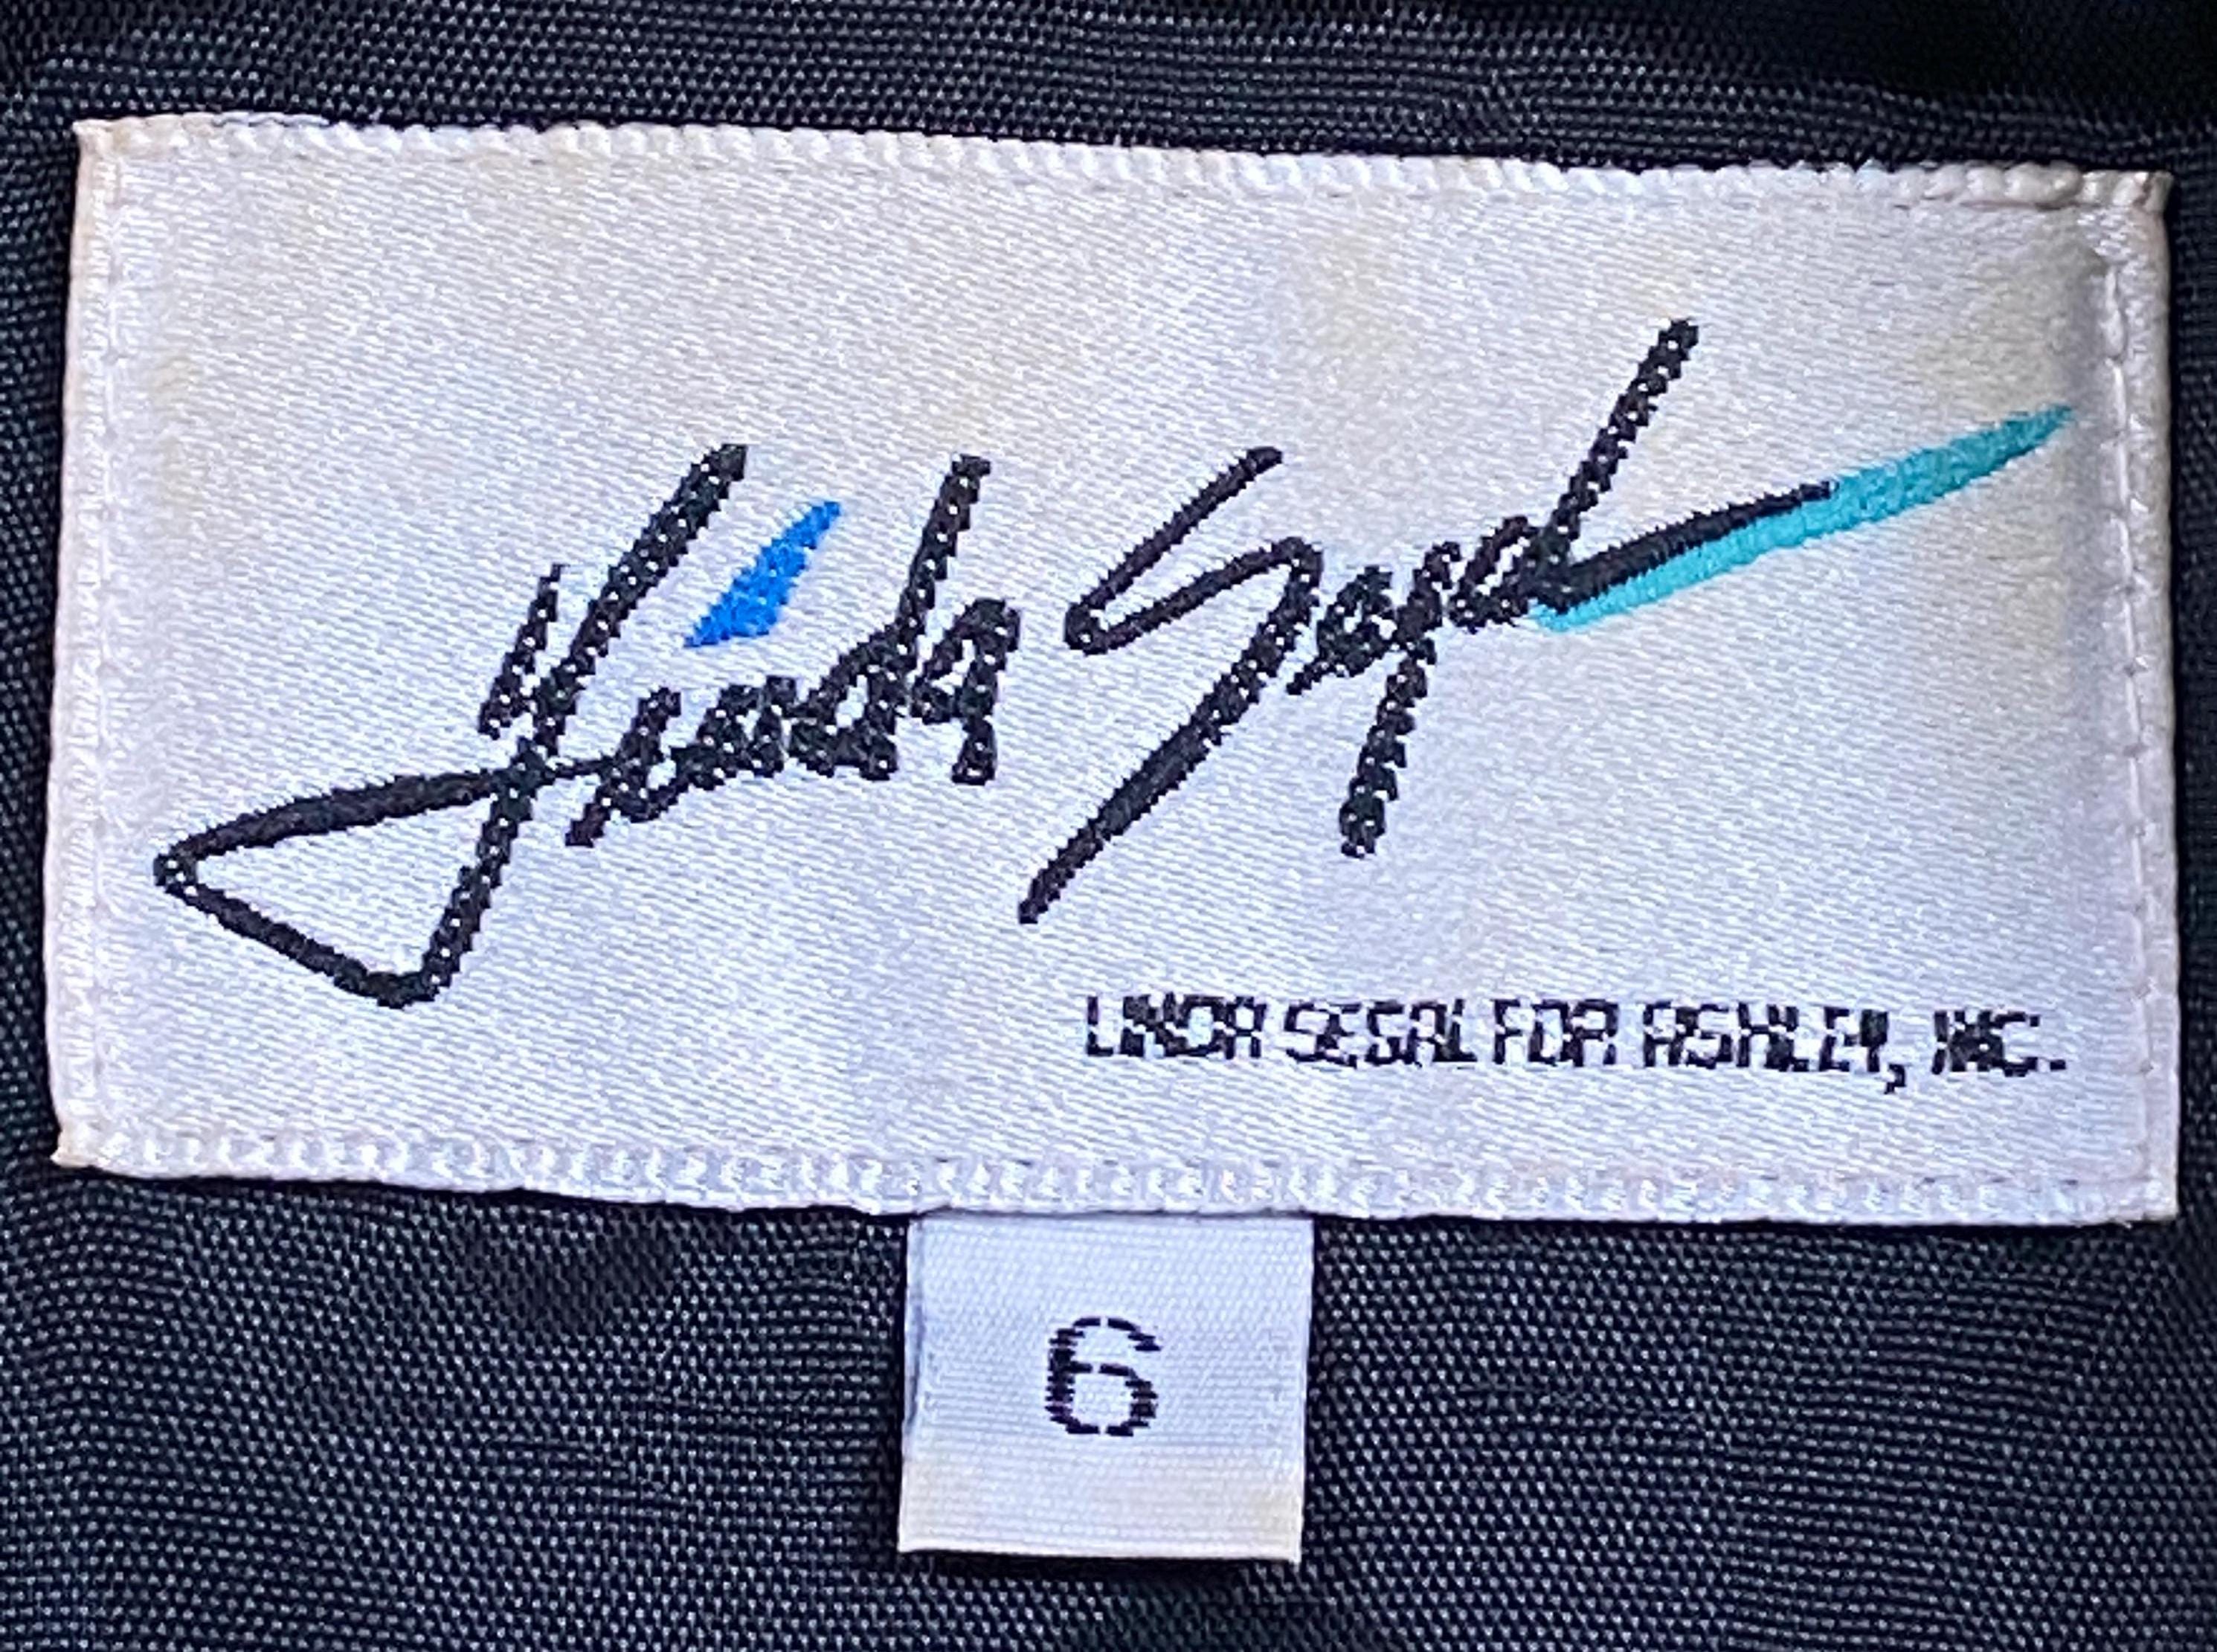 Linda Segal
LINDA SEGAL FOR ASHLEY, INC.
6